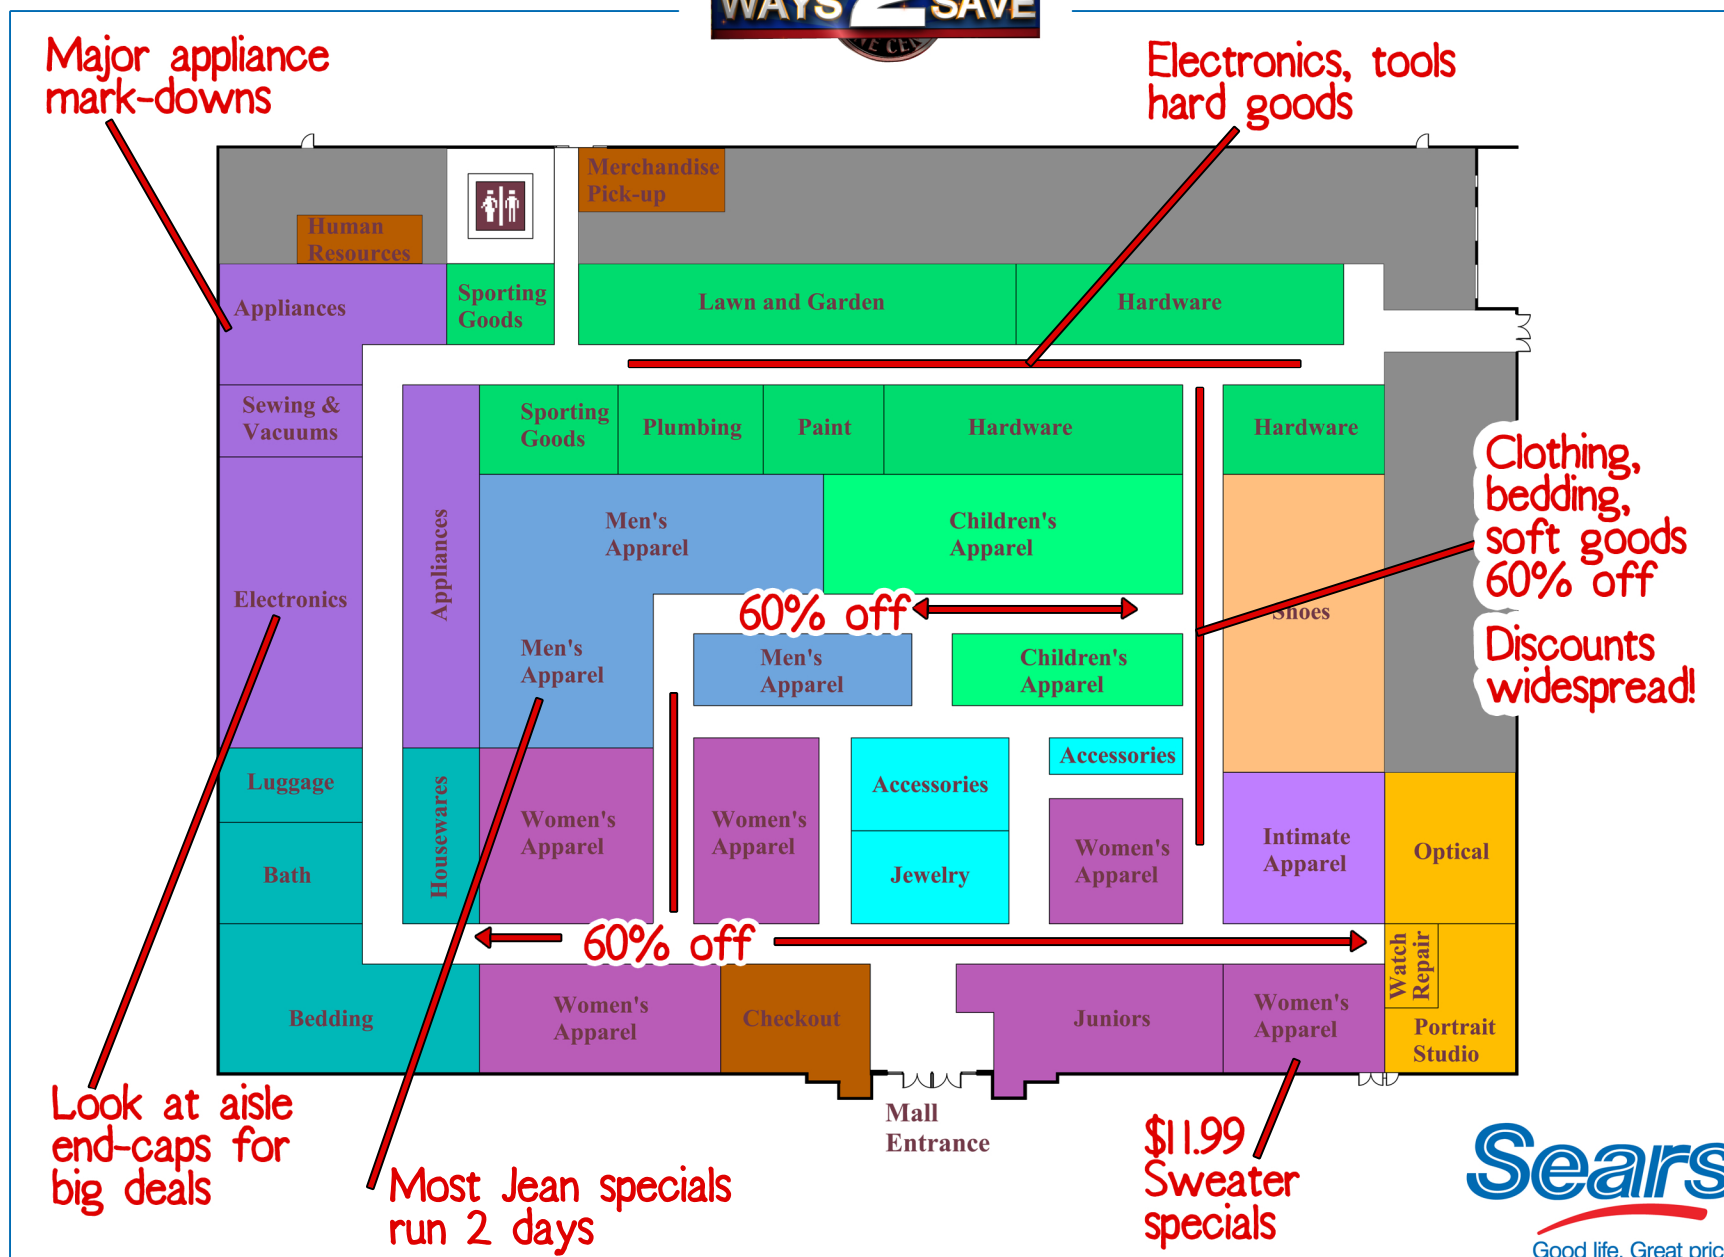 WAYS 2 SAVE
Major appliance
mark-downs
Electronics, tools
hard goods
Merchandise
Pick-up
Human
Resources
Appliances
Sporting
Goods
Lawn and Garden
Hardware
Sewing &
Vacuums
Sporting
Goods
Plumbing
Paint
Hardware
Hardware
Clothing,
bedding,
soft goods
60% off
Discounts
widespread!
Men's
Apparel
Children's
Apparel
Appliances
Electronics
60% off
Shoes
Men's
Apparel
Men's
Apparel
Children's
Apparel
Luggage
Housewares
Women's
Apparel
Women's
Apparel
Accessories
Accessories
Bath
Jewelry
Women's
Apparel
Intimate
Apparel
Optical
60% off
Watch
Repair
Bedding
Women's
Apparel
Checkout
Juniors
Women's
Apparel
Portrait
Studio
Mall
Entrance
Look at aisle
end-caps for
big deals
Most Jean specials
run 2 days
$11.99
Sweater
specials
Sears
Good life. Great pric